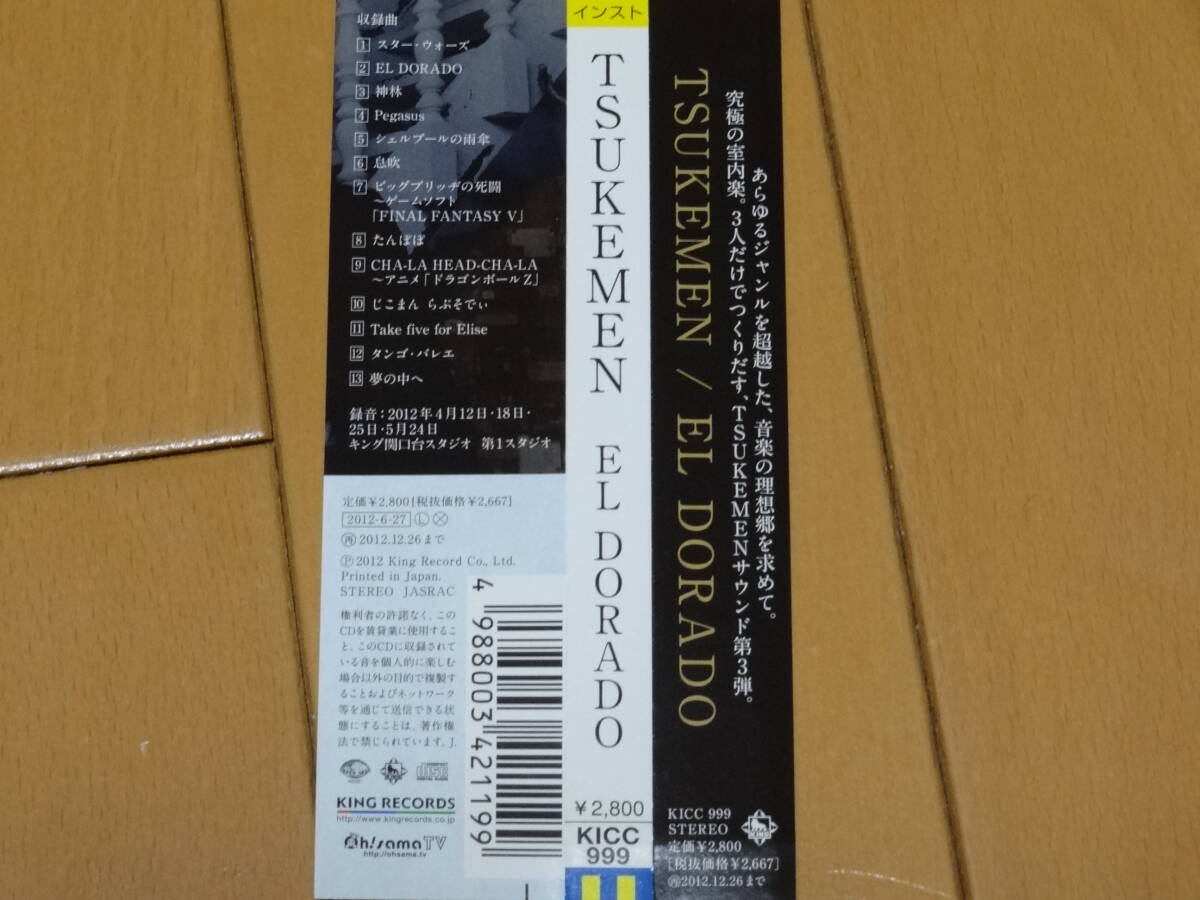 収録曲
1 スター・ウォーズ
2 EL DORADO
3 神林
4 Pegasus
5 シェルブールの雨傘
6 息吹
7 ビッグブリッヂの死闘
～ゲームソフト
「FINAL FANTASY V」
8 たんぽぽ
9 CHA-LA HEAD-CHA-LA
～アニメ「ドラゴンボールZ」
10 じこまん らぷそでぃ
11 Take five for Elise
12 タンゴ・バレエ
13 夢の中へ
録音：2012年4月12日・18日・
25日・5月24日
キング関口台スタジオ 第1スタジオ
定価¥2,800[税抜価格¥2,667]
2012-6-27 Ⓛ Ⓧ
㊢2012.12.26まで
Ⓟ2012 King Record Co., Ltd.
Printed in Japan.
STEREO JASRAC
権利者の許諾なく、この
CDを賃貸業に使用するこ
と、このCDに収録されて
いる音を個人的に楽しむ
場合以外の目的で複製す
ることおよびネットワーク
等を通じて送信できる状
態にすることは、著作権
法で禁じられています。J.
COMPACT
disc
DIGITAL AUDIO
KING RECORDS
http://www.kingrecords.co.jp
Oh!samaTV
http://ohsama.tv
4 988003 421199
インスト
TSUKEMEN EL DORADO
¥2,800
KICC
999
あらゆるジャンルを超越した、音楽の理想郷を求めて。
究極の室内楽。3人だけでつくりだす、TSUKEMENサウンド第3弾。
TSUKEMEN / EL DORADO
KICC 999
STEREO
定価¥2,800
[税抜価格¥2,667]
㊢2012.12.26まで